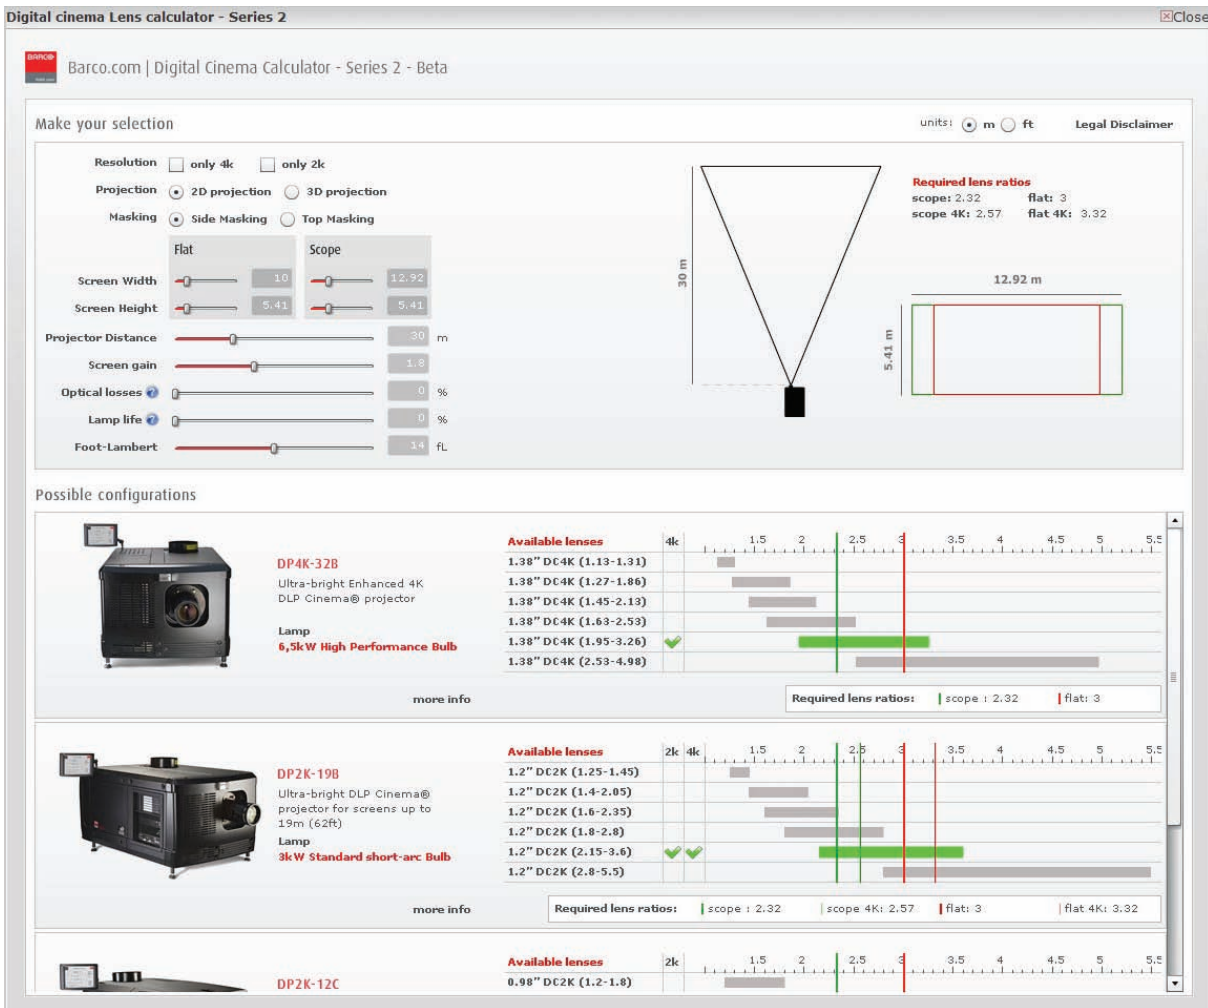 Digital cinema Lens calculator - Series 2
Close
BARCO
Barco.com | Digital Cinema Calculator - Series 2 - Beta
Make your selection
units: m ft Legal Disclaimer
Resolution only 4k only 2k
Projection 2D projection 3D projection
Masking Side Masking Top Masking
Flat Scope
Screen Width 10 12.92
Screen Height 5.41 5.41
Projector Distance 30 m
Screen gain 1.8
Optical losses ? 0 %
Lamp life ? 0 %
Foot-Lambert 14 fL
30 m
Required lens ratios
scope: 2.32 flat: 3
scope 4K: 2.57 flat 4K: 3.32
12.92 m
5.41 m
Possible configurations
DP4K-32B
Ultra-bright Enhanced 4K
DLP Cinema® projector
Lamp
6,5kW High Performance Bulb
more info
Available lenses 4k 1.5 2 2.5 3 3.5 4 4.5 5 5.5
1.38" DC4K (1.13-1.31)
1.38" DC4K (1.27-1.86)
1.38" DC4K (1.45-2.13)
1.38" DC4K (1.63-2.53)
1.38" DC4K (1.95-3.26)
1.38" DC4K (2.53-4.98)
Required lens ratios: scope : 2.32 flat: 3
DP2K-19B
Ultra-bright DLP Cinema®
projector for screens up to
19m (62ft)
Lamp
3kW Standard short-arc Bulb
more info
Available lenses 2k 4k 1.5 2 2.5 3 3.5 4 4.5 5 5.5
1.2" DC2K (1.25-1.45)
1.2" DC2K (1.4-2.05)
1.2" DC2K (1.6-2.35)
1.2" DC2K (1.8-2.8)
1.2" DC2K (2.15-3.6)
1.2" DC2K (2.8-5.5)
Required lens ratios: scope : 2.32 scope 4K: 2.57 flat: 3 flat 4K: 3.32
DP2K-12C
Available lenses 2k 1.5 2 2.5 3 3.5 4 4.5 5 5.5
0.98" DC2K (1.2-1.8)